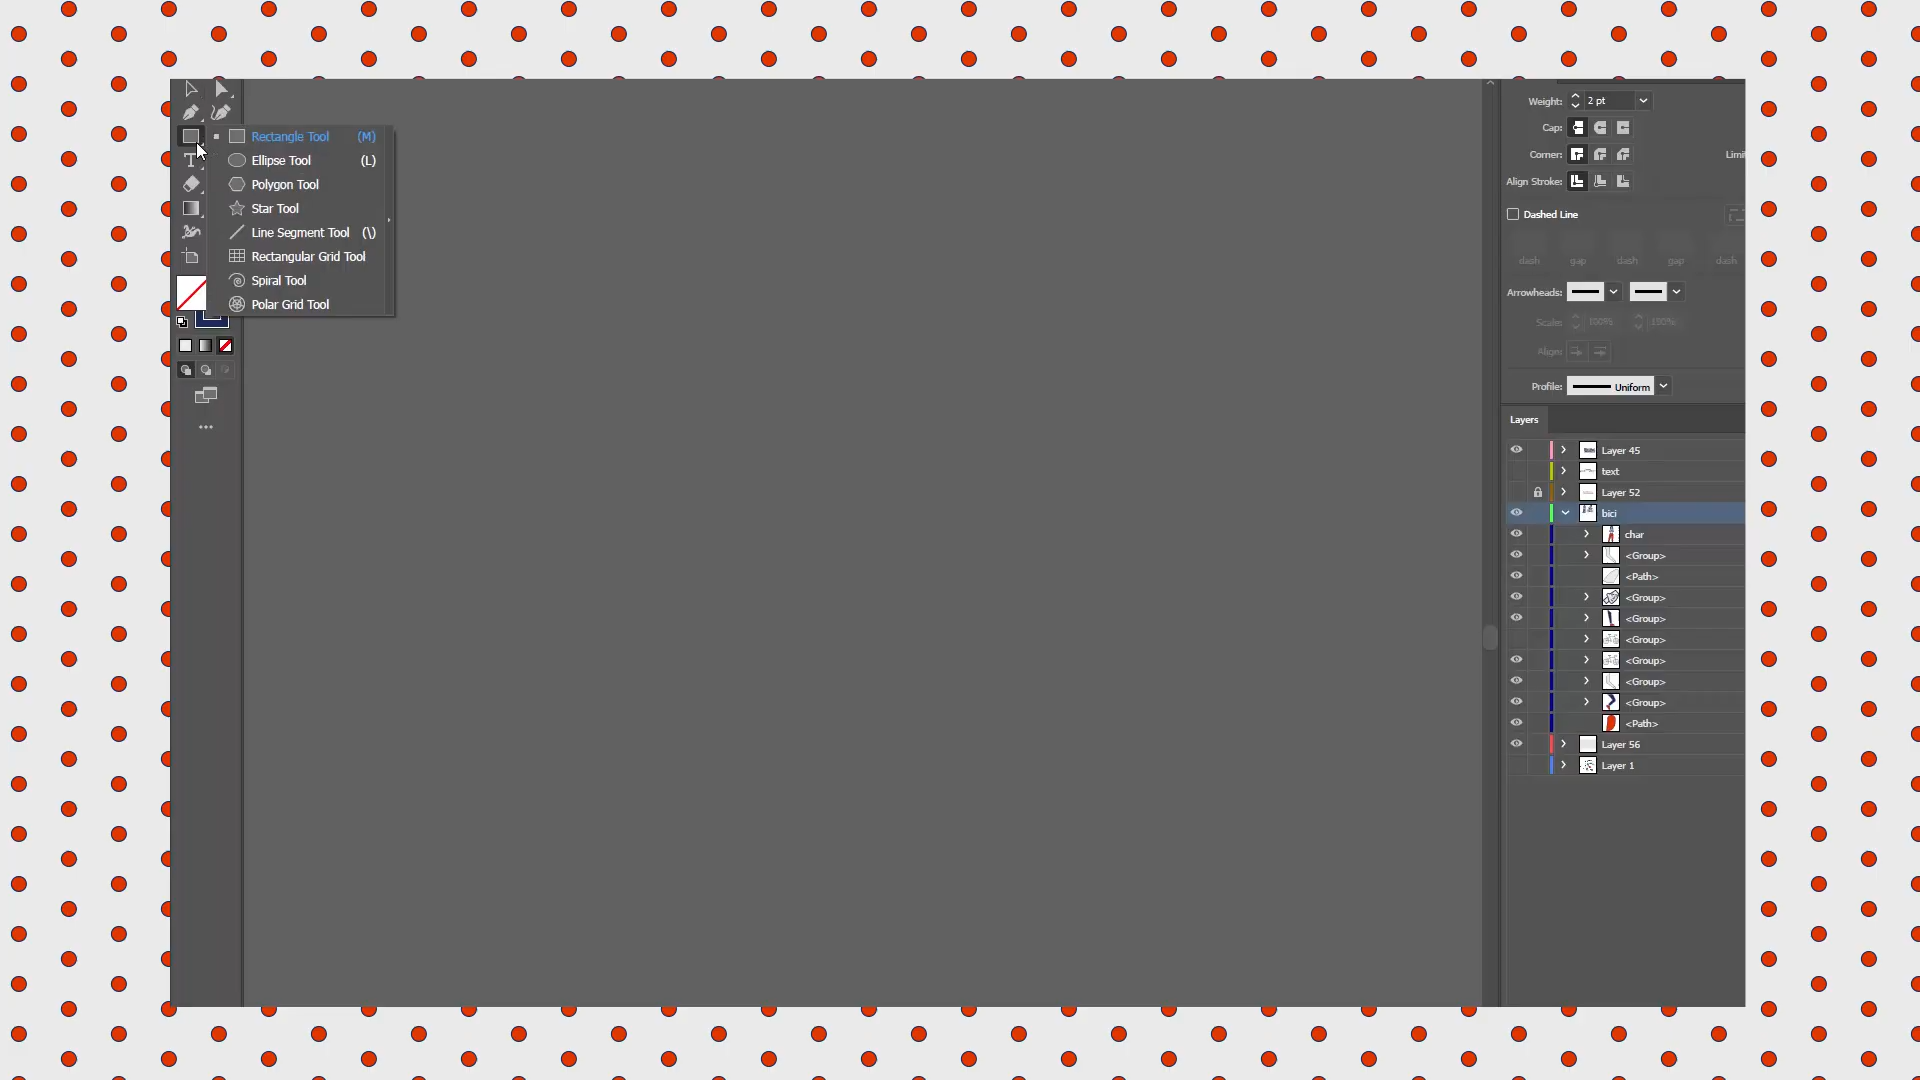 Rectangle Tool (M)
Ellipse Tool (L)
Polygon Tool
Star Tool
Line Segment Tool (\)
Rectangular Grid Tool
Spiral Tool
Polar Grid Tool
Weight: 2 pt
Cap:
Corner: Limi
Align Stroke:
Dashed Line
dash gap dash gap dash
Arrowheads:
Scale: 100% 150%
Align:
Profile: Uniform
Layers
Layer 45
text
Layer 52
bici
char
<Group>
<Path>
<Group>
<Group>
<Group>
<Group>
<Group>
<Group>
<Path>
Layer 56
Layer 1